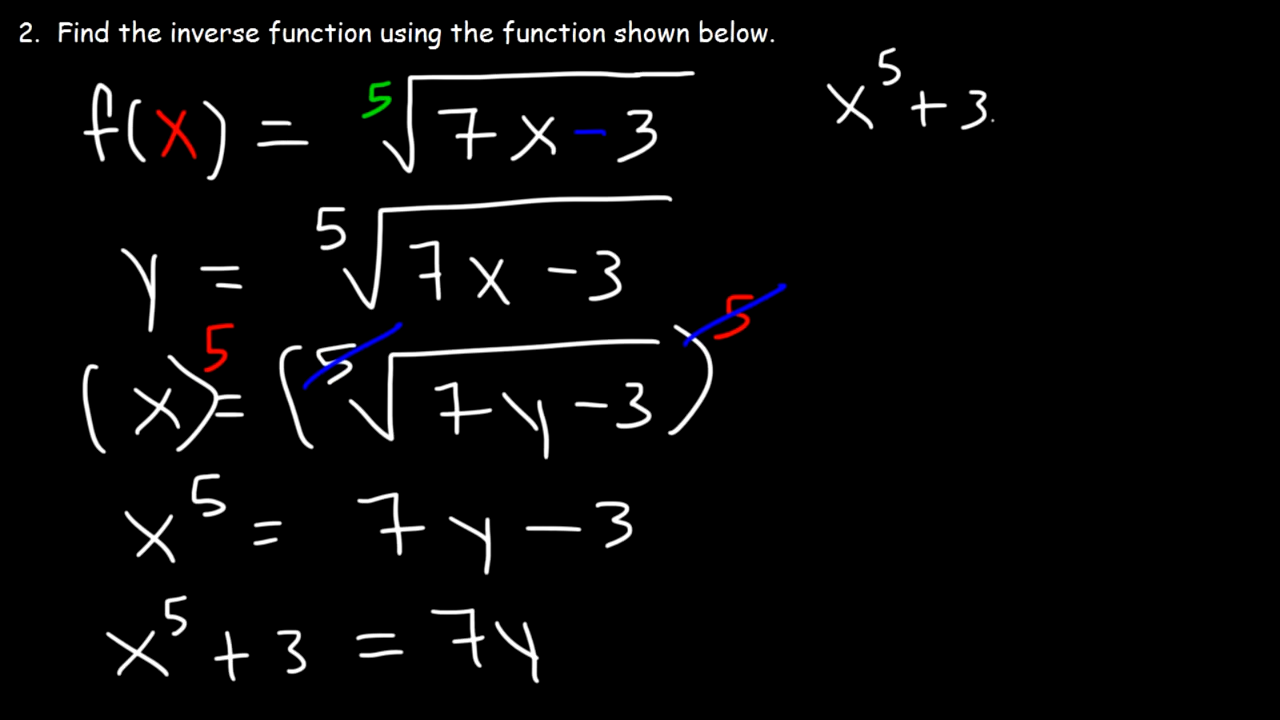 2. Find the inverse function using the function shown below.
f(x) = ⁵√(7x - 3)
x⁵ + 3
y = ⁵√(7x - 3)
(x)⁵ = (⁵√(7y - 3))⁵
x⁵ = 7y - 3
x⁵ + 3 = 7y